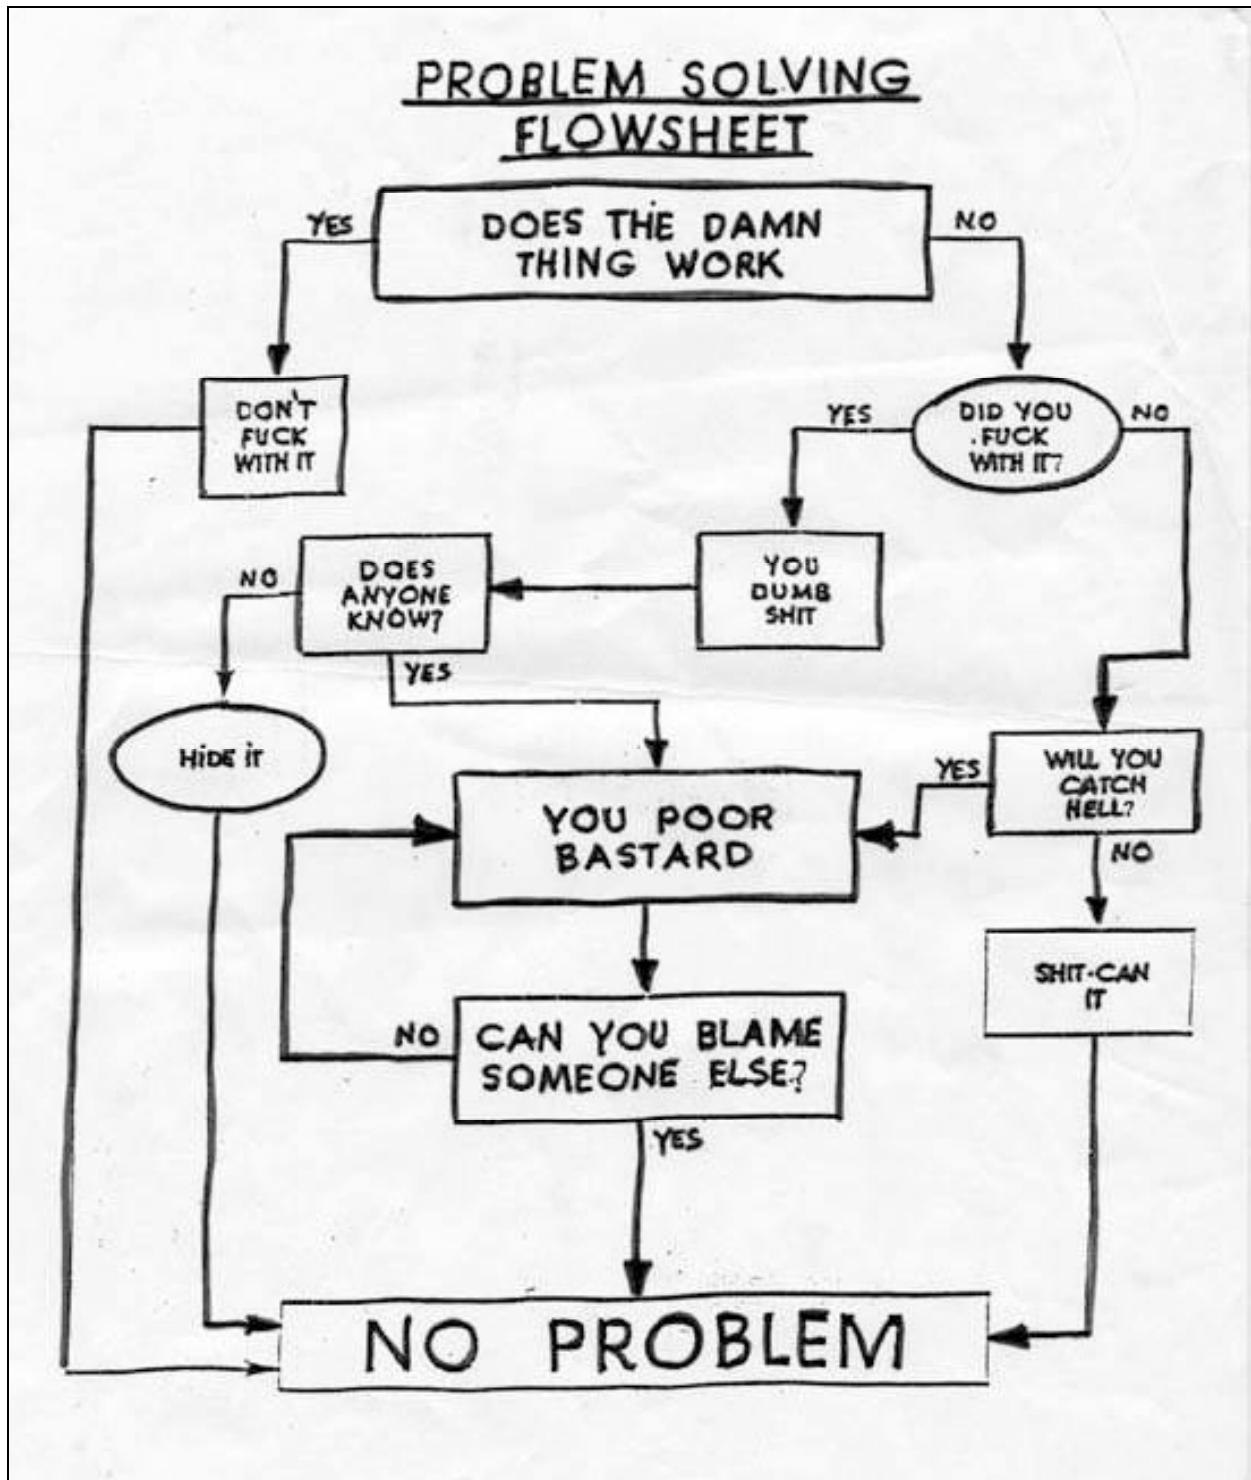 PROBLEM SOLVING
FLOWSHEET
DOES THE DAMN
THING WORK
YES
NO
DON'T
FUCK
WITH IT
DID YOU
FUCK
WITH IT?
YES
NO
YOU
DUMB
SHIT
DOES
ANYONE
KNOW?
NO
YES
HIDE IT
YOU POOR
BASTARD
WILL YOU
CATCH
HELL?
YES
NO
SHIT-CAN
IT
CAN YOU BLAME
SOMEONE ELSE?
NO
YES
NO PROBLEM